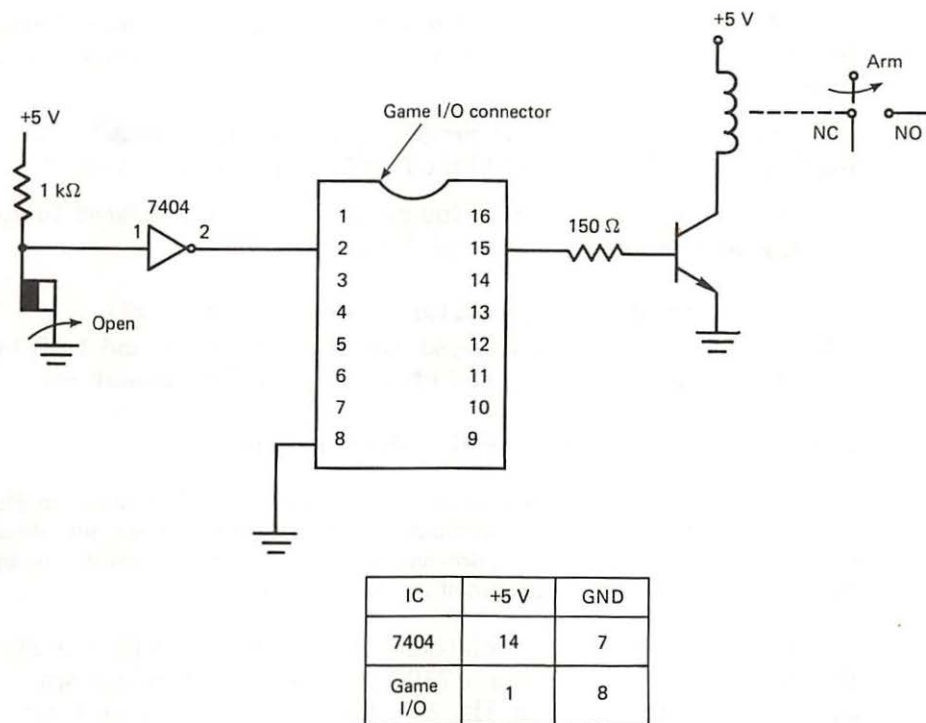 +5 V
Arm
Game I/O connector
+5 V
NC
NO
1 kΩ
7404
1
2
150 Ω
1
16
2
15
3
14
4
13
Open
5
12
6
11
7
10
8
9
IC
+5 V
GND
7404
14
7
Game
I/O
1
8